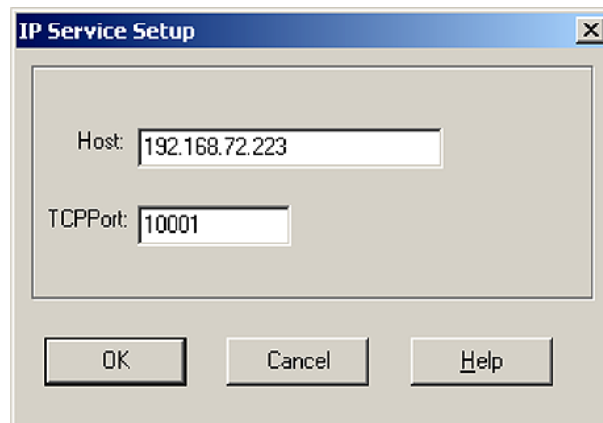 IP Service Setup
Host: 192.168.72.223
TCPPort: 10001
OK Cancel Help